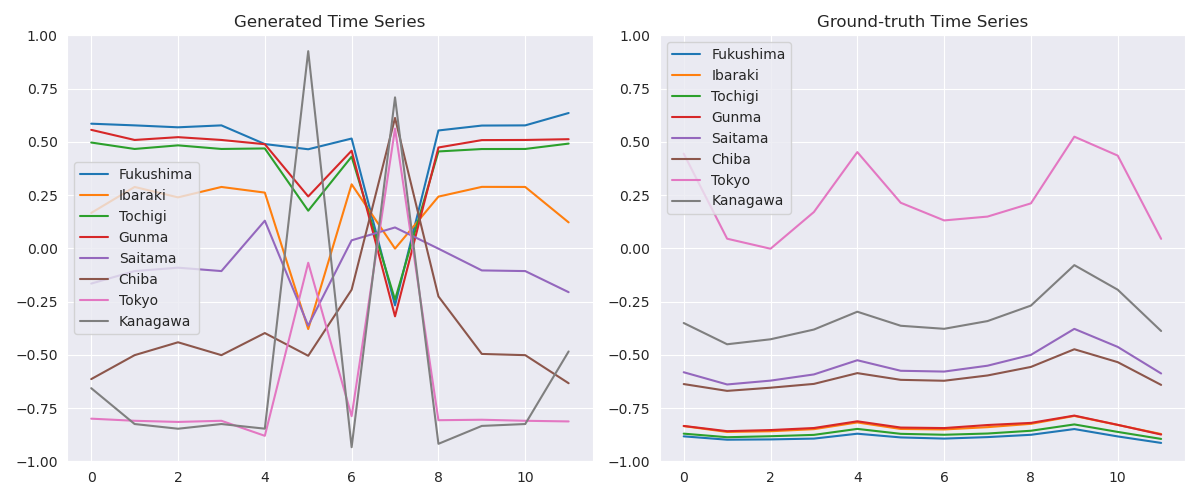 Generated Time Series
1.00
0.75
0.50
0.25
0.00
−0.25
−0.50
−0.75
−1.00
Fukushima
Ibaraki
Tochigi
Gunma
Saitama
Chiba
Tokyo
Kanagawa
0 2 4 6 8 10
Ground-truth Time Series
1.00
0.75
0.50
0.25
0.00
−0.25
−0.50
−0.75
−1.00
Fukushima
Ibaraki
Tochigi
Gunma
Saitama
Chiba
Tokyo
Kanagawa
0 2 4 6 8 10